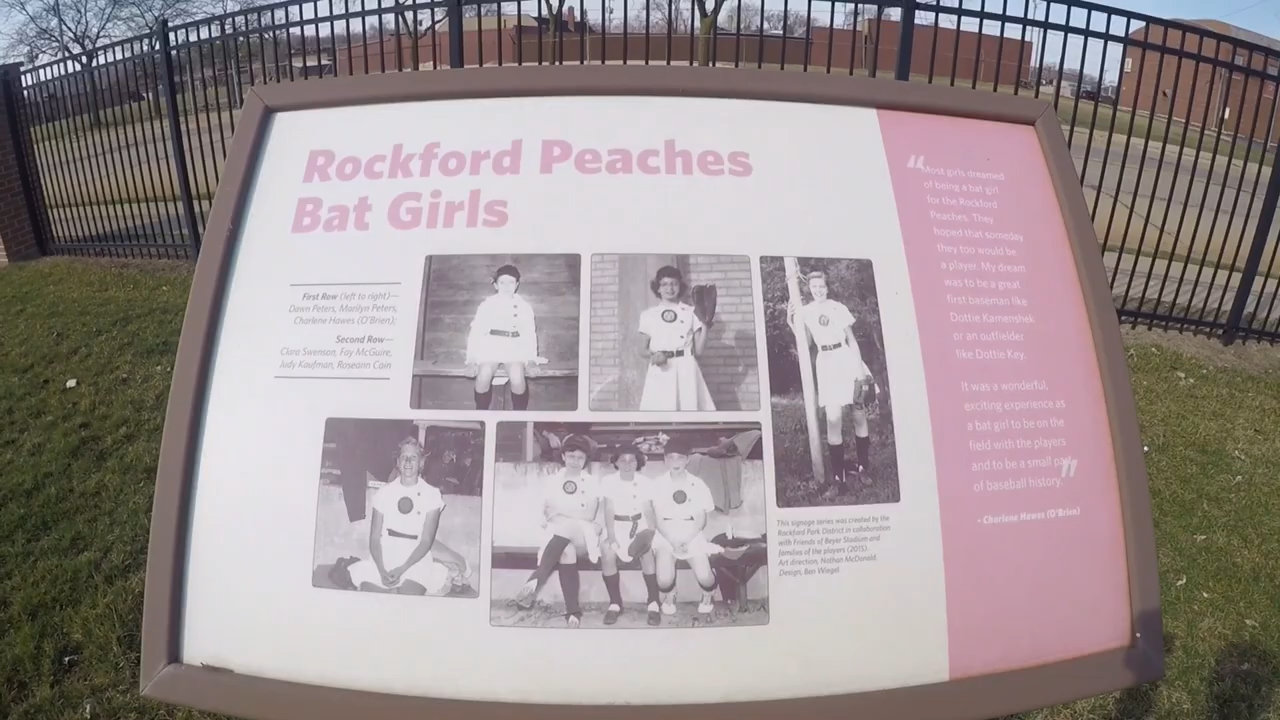 Rockford Peaches
Bat Girls
First Row (left to right)—
Dawn Peters, Marilyn Peters,
Charlene Hawes (O'Brien);
Second Row—
Clara Swenson, Fay McGuire,
Judy Kaufman, Roseann Cain
This signage series was created by the
Rockford Park District in collaboration
with Friends of Beyer Stadium and
families of the players (2015).
Art direction, Nathan McDonald.
Design, Ben Wiegel.
“Most girls dreamed
of being a bat girl
for the Rockford
Peaches. They
hoped that someday
they too would be
a player. My dream
was to be a great
first baseman like
Dottie Kamenshek
or an outfielder
like Dottie Key.
It was a wonderful,
exciting experience as
a bat girl to be on the
field with the players
and to be a small part
of baseball history.”
- Charlene Hawes (O'Brien)